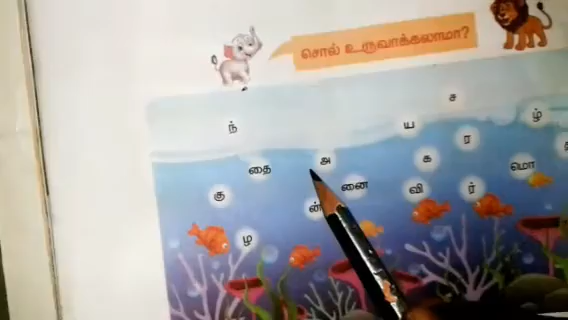 சொல் உருவாக்கலாமா?
ச
ந் ய ழ்
ர
தை அ க மொ
கு ன் னை வி ர்
ழ